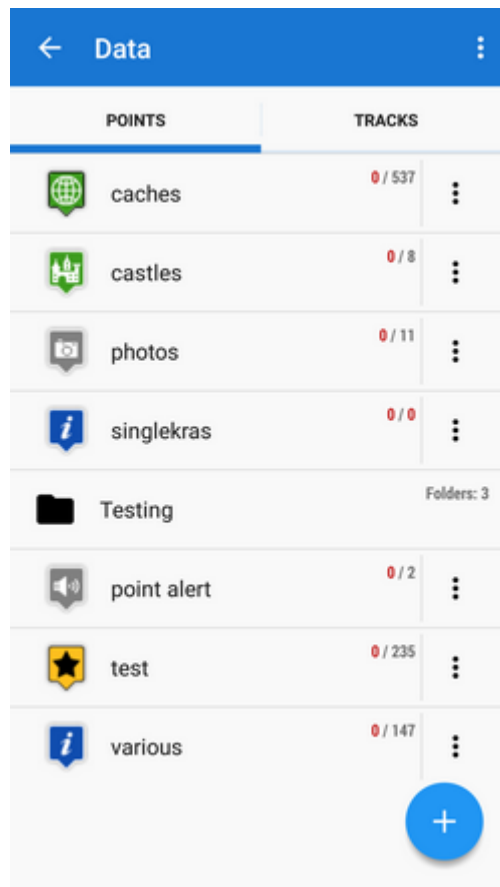 Data
POINTS TRACKS
caches 0 / 537
castles 0 / 8
photos 0 / 11
singlekras 0 / 0
Testing Folders: 3
point alert 0 / 2
test 0 / 235
various 0 / 147